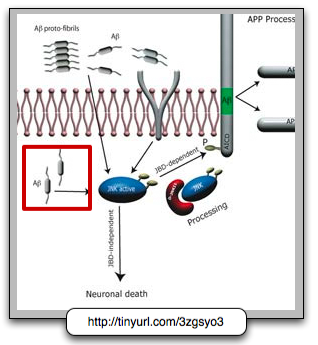 Aβ proto-fibrils
Aβ
APP Process
Aβ
AICD
P
JBD-dependent
Aβ
JNK active
JNK
Processing
JBD-independent
Neuronal death
http://tinyurl.com/3zgsyo3